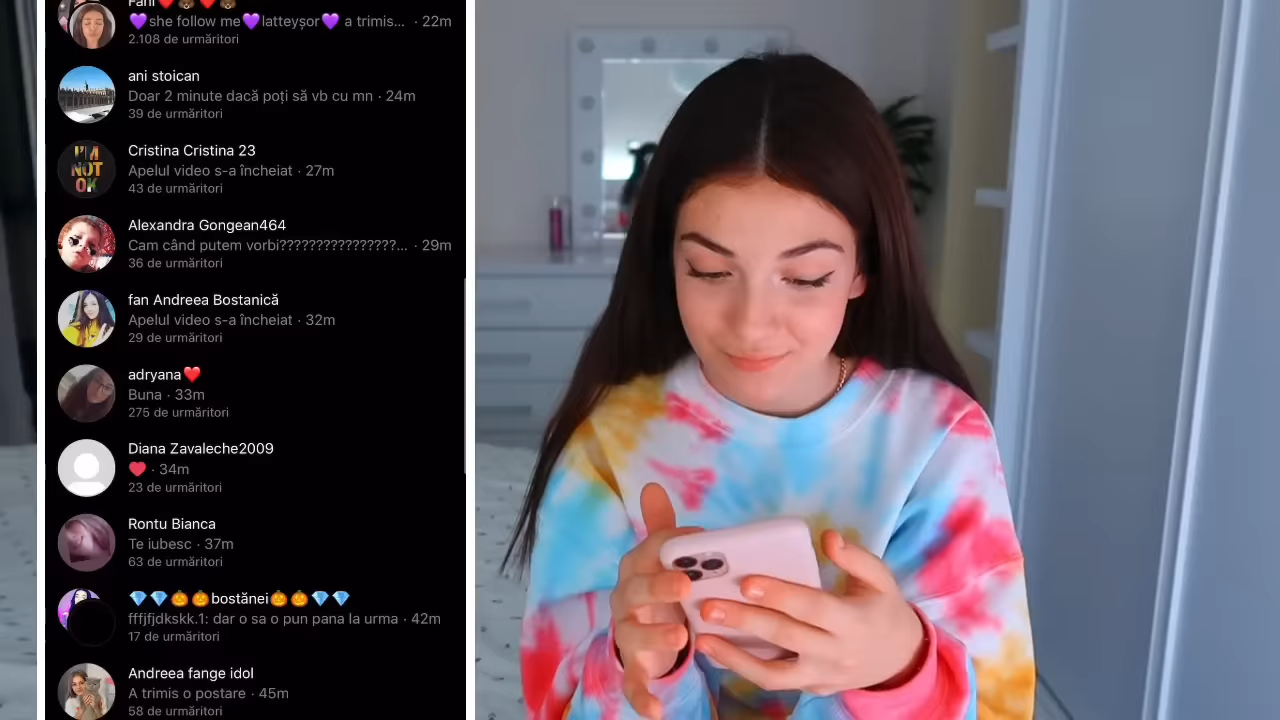 Fani❤️🐻❤️🐻
💜she follow me💜latteyșor💜 a trimis... · 22m
2.108 de urmăritori
ani stoican
Doar 2 minute dacă poți să vb cu mn · 24m
39 de urmăritori
I'M
NOT
OK
Cristina Cristina 23
Apelul video s-a încheiat · 27m
43 de urmăritori
Alexandra Gongean464
Cam când putem vorbi????????????????... · 29m
36 de urmăritori
fan Andreea Bostanică
Apelul video s-a încheiat · 32m
29 de urmăritori
adryana❤️
Buna · 33m
275 de urmăritori
Diana Zavaleche2009
❤️ · 34m
23 de urmăritori
Rontu Bianca
Te iubesc · 37m
63 de urmăritori
💎💎🎃🎃bostănei🎃🎃💎💎
fffjfjdkskk.1: dar o sa o pun pana la urma · 42m
17 de urmăritori
Andreea fange idol
A trimis o postare · 45m
58 de urmăritori